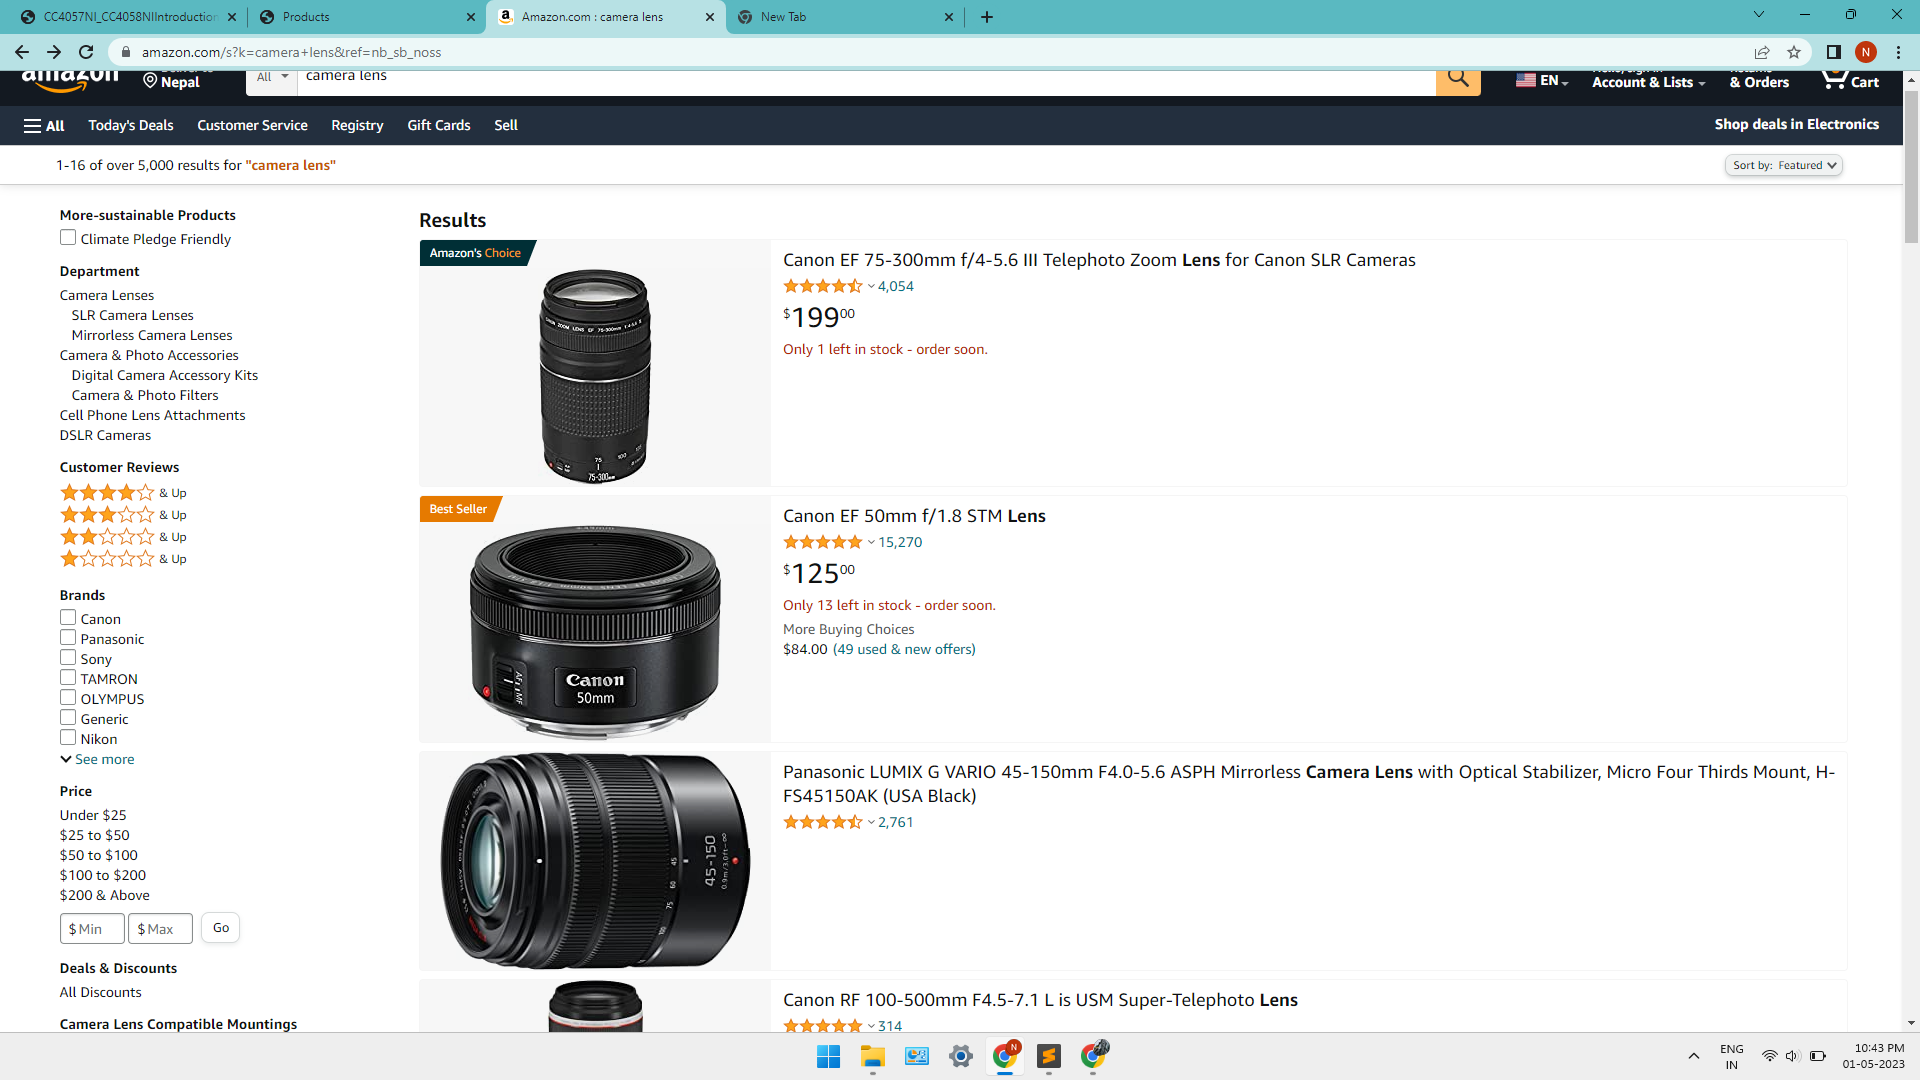 CC4057NI_CC4058NIIntroduction
Products
Amazon.com : camera lens
New Tab
amazon.com/s?k=camera+lens&ref=nb_sb_noss
N
amazon
Nepal
All
camera lens
EN
Account & Lists
& Orders
Cart
All
Today's Deals
Customer Service
Registry
Gift Cards
Sell
Shop deals in Electronics
1-16 of over 5,000 results for "camera lens"
Sort by: Featured
More-sustainable Products
Climate Pledge Friendly
Department
Camera Lenses
SLR Camera Lenses
Mirrorless Camera Lenses
Camera & Photo Accessories
Digital Camera Accessory Kits
Camera & Photo Filters
Cell Phone Lens Attachments
DSLR Cameras
Customer Reviews
& Up
& Up
& Up
& Up
Brands
Canon
Panasonic
Sony
TAMRON
OLYMPUS
Generic
Nikon
See more
Price
Under $25
$25 to $50
$50 to $100
$100 to $200
$200 & Above
$ Min
$ Max
Go
Deals & Discounts
All Discounts
Camera Lens Compatible Mountings
Results
Amazon's Choice
75-300mm
Canon EF 75-300mm f/4-5.6 III Telephoto Zoom Lens for Canon SLR Cameras
4,054
$19900
Only 1 left in stock - order soon.
Best Seller
AF MF
Canon
50mm
Canon EF 50mm f/1.8 STM Lens
15,270
$12500
Only 13 left in stock - order soon.
More Buying Choices
$84.00 (49 used & new offers)
45-150
Panasonic LUMIX G VARIO 45-150mm F4.0-5.6 ASPH Mirrorless Camera Lens with Optical Stabilizer, Micro Four Thirds Mount, H-
FS45150AK (USA Black)
2,761
Canon RF 100-500mm F4.5-7.1 L is USM Super-Telephoto Lens
314
N
ENG
IN
10:43 PM
01-05-2023